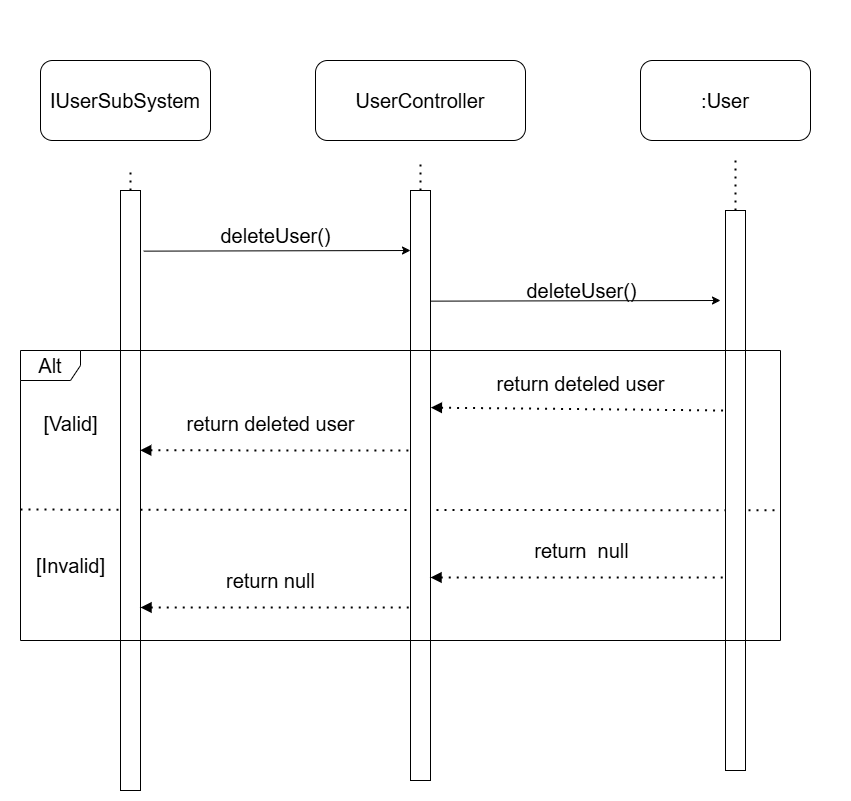 IUserSubSystem
UserController
:User
deleteUser()
deleteUser()
Alt
return deteled user
[Valid]
return deleted user
return  null
[Invalid]
return null